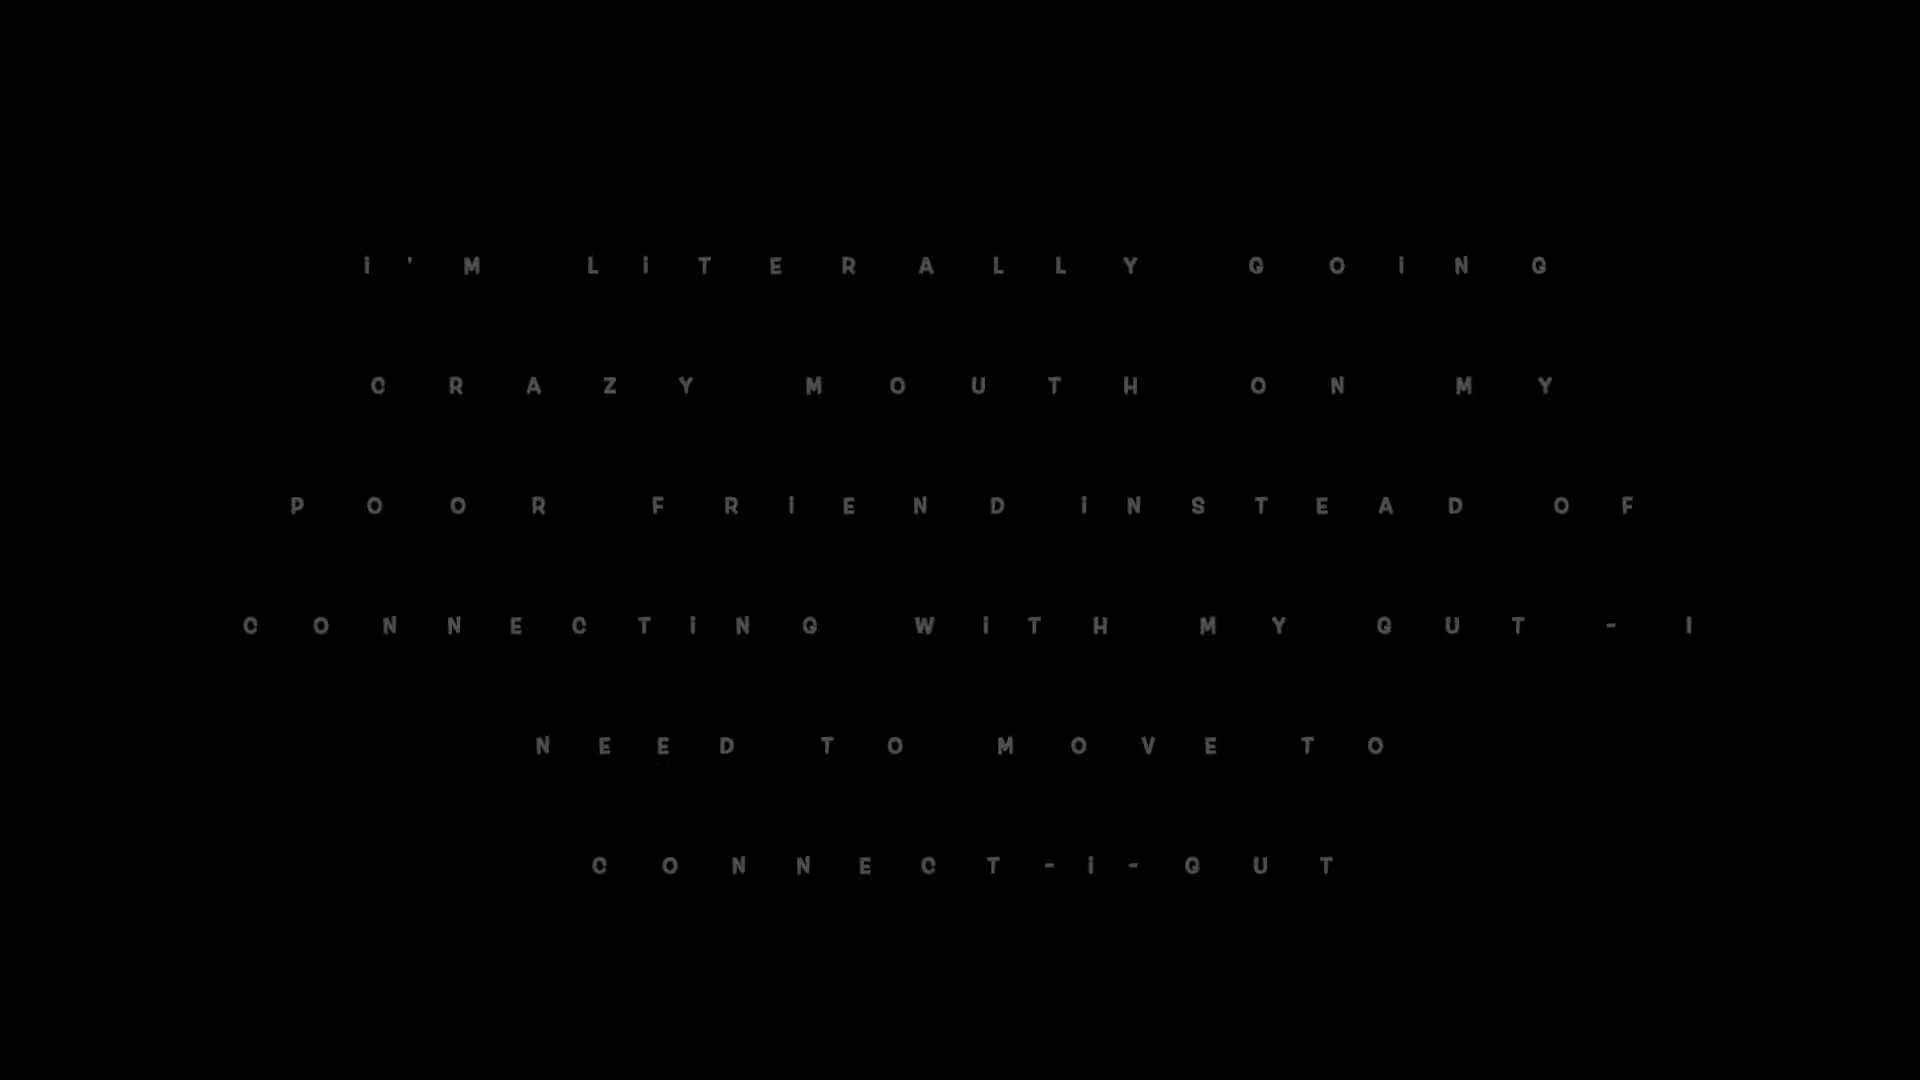 I'M LITERALLY GOING
CRAZY MOUTH ON MY
POOR FRIEND INSTEAD OF
CONNECTING WITH MY GUT - I
NEED TO MOVE TO
CONNECT-I-GUT